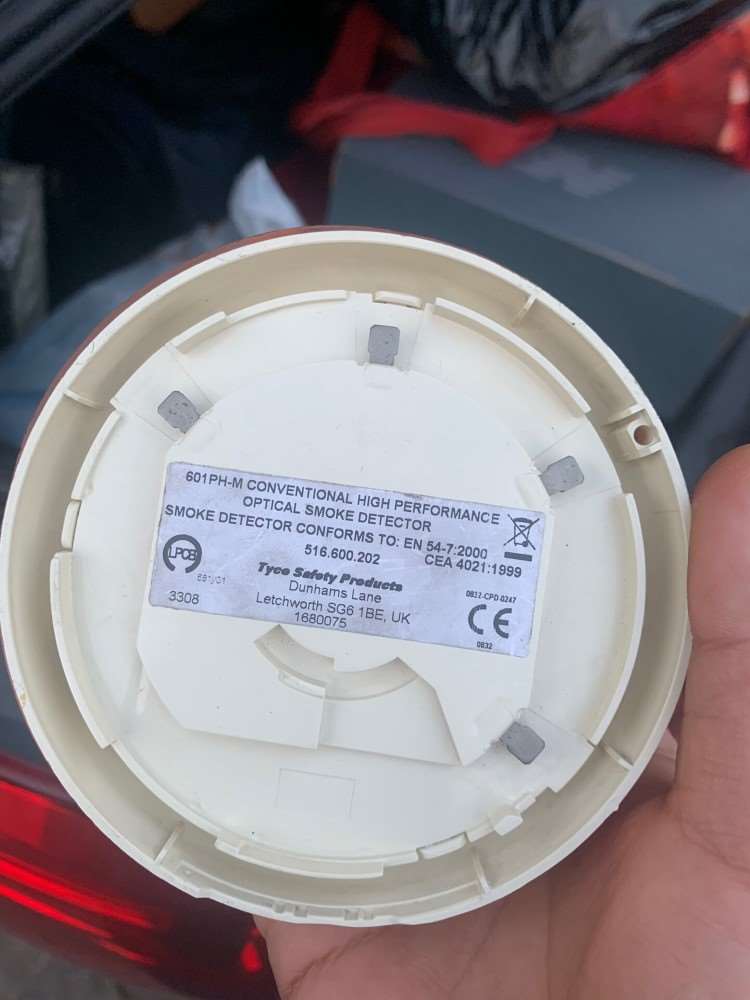 601PH-M CONVENTIONAL HIGH PERFORMANCE
OPTICAL SMOKE DETECTOR
SMOKE DETECTOR CONFORMS TO: EN 54-7:2000
516.600.202 CEA 4021:1999
LPCB
Tyco Safety Products
0832-CPD-0247
Dunhams Lane
3308 Letchworth SG6 1BE, UK
CE
1680075
0832